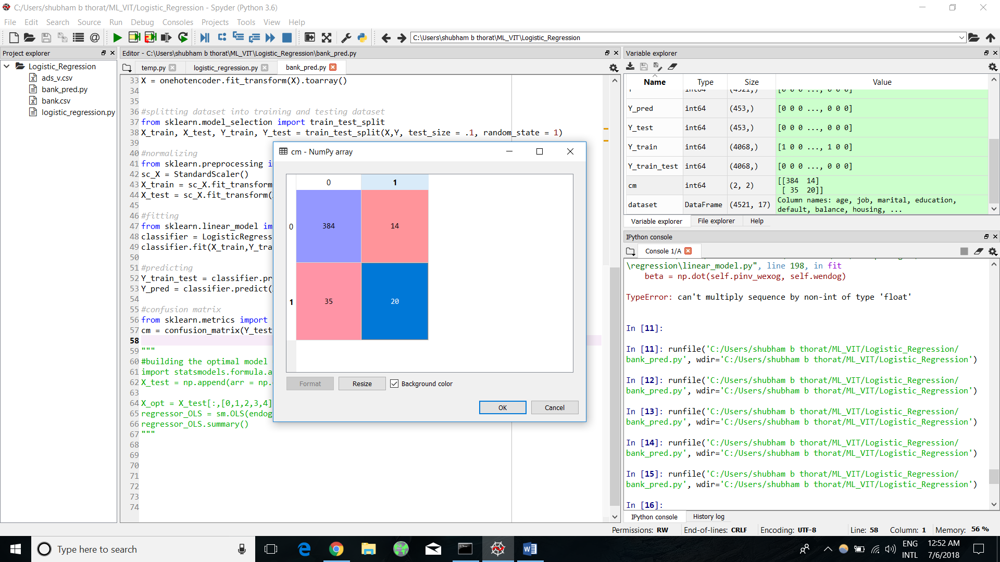 C:/Users/shubham b thorat/ML_VIT/Logistic_Regression - Spyder (Python 3.6)
File Edit Search Source Run Debug Consoles Projects Tools View Help
C:\Users\shubham b thorat\ML_VIT\Logistic_Regression
Project explorer
Logistic_Regression
ads_v.csv
bank_pred.py
bank.csv
logistic_regression.py
Editor - C:\Users\shubham b thorat\ML_VIT\Logistic_Regression\bank_pred.py
temp.py logistic_regression.py bank_pred.py
33 X = onehotencoder.fit_transform(X).toarray()
34
35
36 #splitting dataset into training and testing dataset
37 from sklearn.model_selection import train_test_split
38 X_train, X_test, Y_train, Y_test = train_test_split(X,Y, test_size = .1, random_state = 1)
39
40 #normalizing
41 from sklearn.preprocessing i
42 sc_X = StandardScaler()
43 X_train = sc_X.fit_transform
44 X_test = sc_X.fit_transform(
45
46 #fitting
47 from sklearn.linear_model im
48 classifier = LogisticRegress
49 classifier.fit(X_train,Y_tra
50
51 #predicting
52 Y_train_test = classifier.pr
53 Y_pred = classifier.predict(
54
55 #confusion matrix
56 from sklearn.metrics import
57 cm = confusion_matrix(Y_test
58
59 """
60 #building the optimal model
61 import statsmodels.formula.a
62 X_test = np.append(arr = np.
63
64 X_opt = X_test[:,[0,1,2,3,4]
65 regressor_OLS = sm.OLS(endog
66 regressor_OLS.summary()
67 """
68
69
70
71
72
73
74
cm - NumPy array
0 1
0 384 14
1 35 20
Format Resize Background color
OK Cancel
Variable explorer
Name Type Size Value
Y_pred int64 (453,) [0 0 0 ..., 0 0 0]
Y_test int64 (453,) [0 0 0 ..., 0 0 0]
Y_train int64 (4068,) [1 0 0 ..., 1 0 0]
Y_train_test int64 (4068,) [0 0 0 ..., 0 0 0]
cm int64 (2, 2) [[384 14]
[ 35 20]]
dataset DataFrame (4521, 17) Column names: age, job, marital, education,
default, balance, housing, ...
Variable explorer File explorer Help
IPython console
Console 1/A
\regression\linear_model.py", line 198, in fit
beta = np.dot(self.pinv_wexog, self.wendog)
TypeError: can't multiply sequence by non-int of type 'float'
In [11]:
In [11]: runfile('C:/Users/shubham b thorat/ML_VIT/Logistic_Regression/
bank_pred.py', wdir='C:/Users/shubham b thorat/ML_VIT/Logistic_Regression')
In [12]: runfile('C:/Users/shubham b thorat/ML_VIT/Logistic_Regression/
bank_pred.py', wdir='C:/Users/shubham b thorat/ML_VIT/Logistic_Regression')
In [13]: runfile('C:/Users/shubham b thorat/ML_VIT/Logistic_Regression/
bank_pred.py', wdir='C:/Users/shubham b thorat/ML_VIT/Logistic_Regression')
In [14]: runfile('C:/Users/shubham b thorat/ML_VIT/Logistic_Regression/
bank_pred.py', wdir='C:/Users/shubham b thorat/ML_VIT/Logistic_Regression')
In [15]: runfile('C:/Users/shubham b thorat/ML_VIT/Logistic_Regression/
bank_pred.py', wdir='C:/Users/shubham b thorat/ML_VIT/Logistic_Regression')
In [16]:
IPython console History log
Permissions: RW End-of-lines: CRLF Encoding: UTF-8 Line: 58 Column: 1 Memory: 56 %
Type here to search
ENG
INTL
12:52 AM
7/6/2018